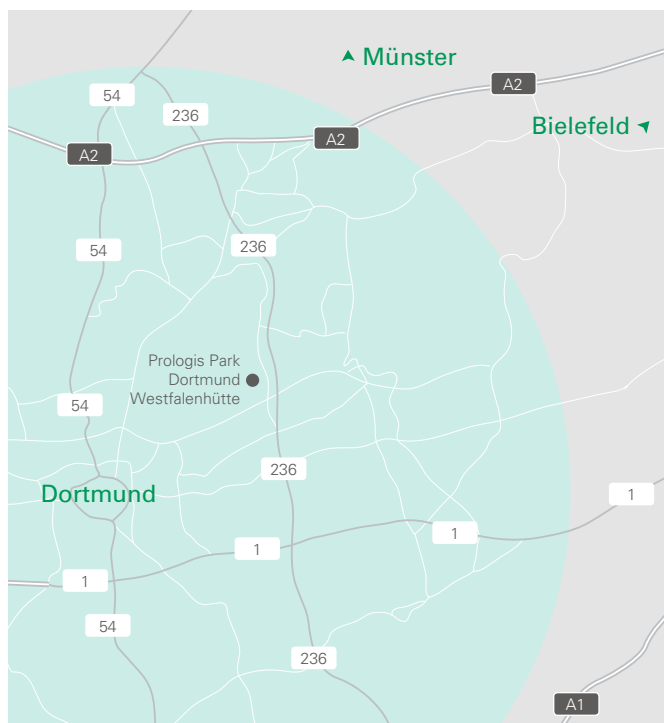 Münster
A2
54
236
Bielefeld
A2
A2
54
236
Prologis Park
Dortmund
Westfalenhütte
54
236
Dortmund
1
1
1
1
54
236
A1